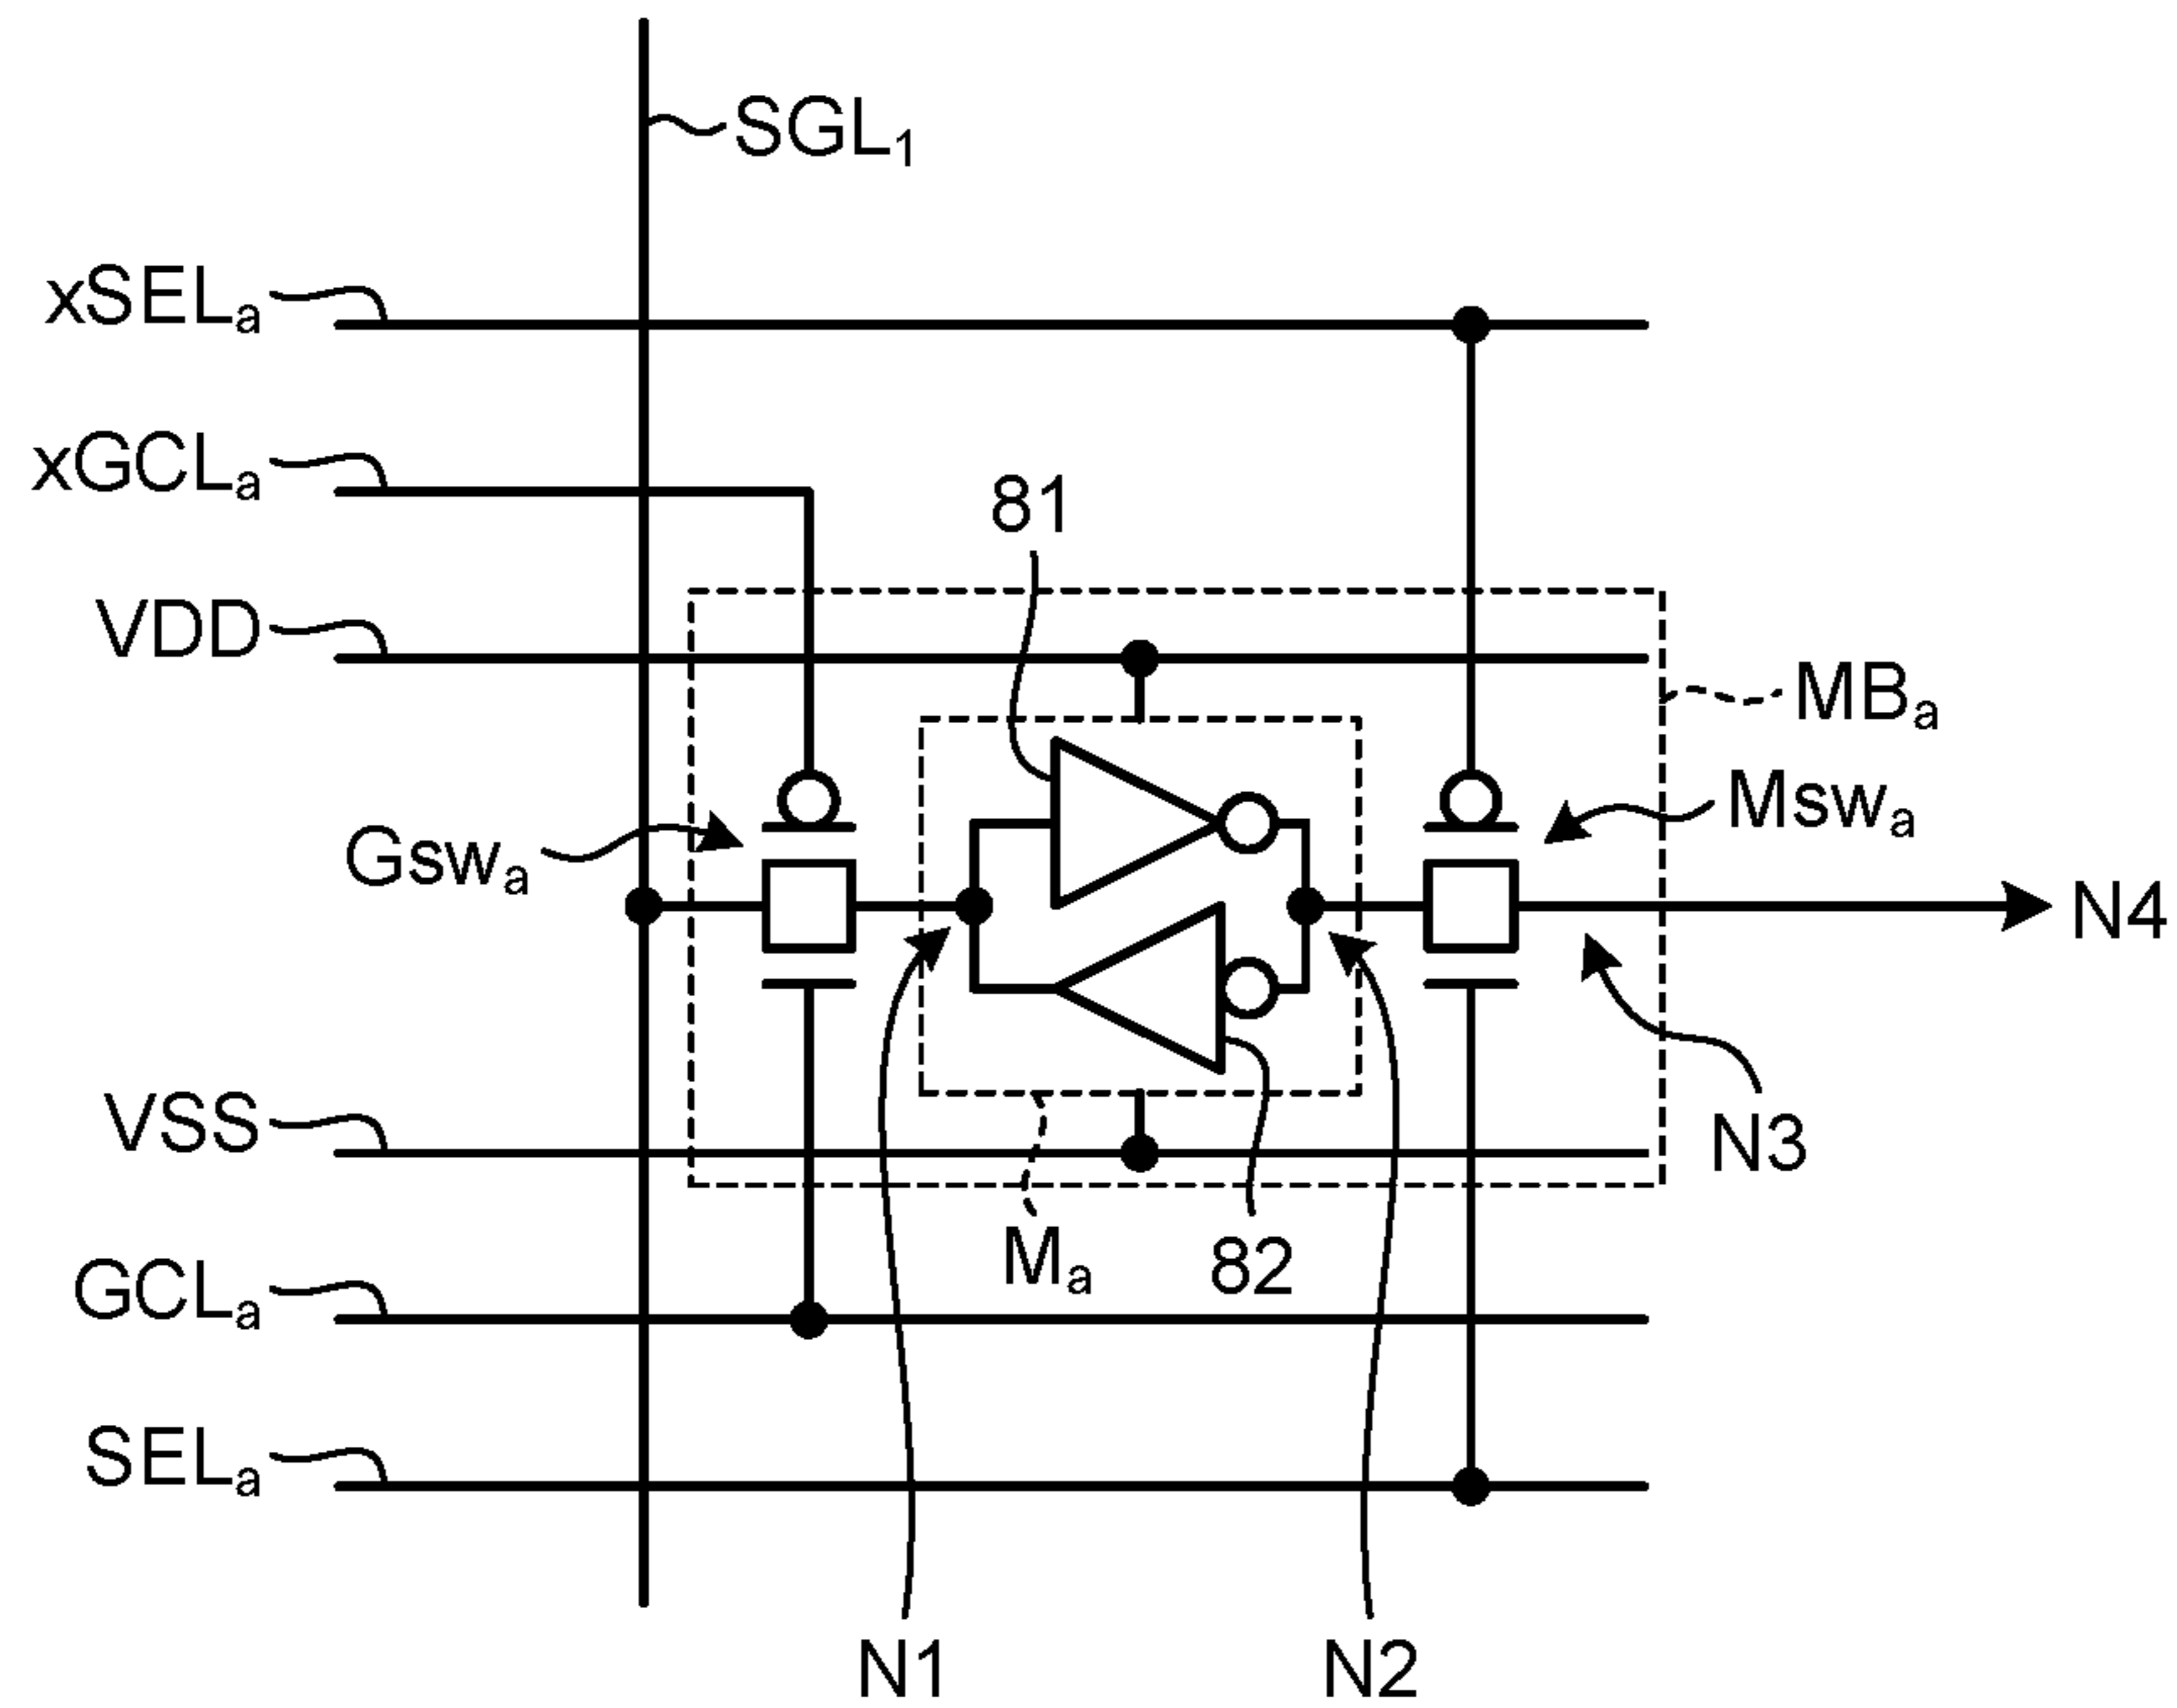 SGL₁
xSELₐ
xGCLₐ
81
VDD
MBₐ
Mswₐ
Gswₐ
N4
VSS
N3
Mₐ
82
GCLₐ
SELₐ
N1
N2